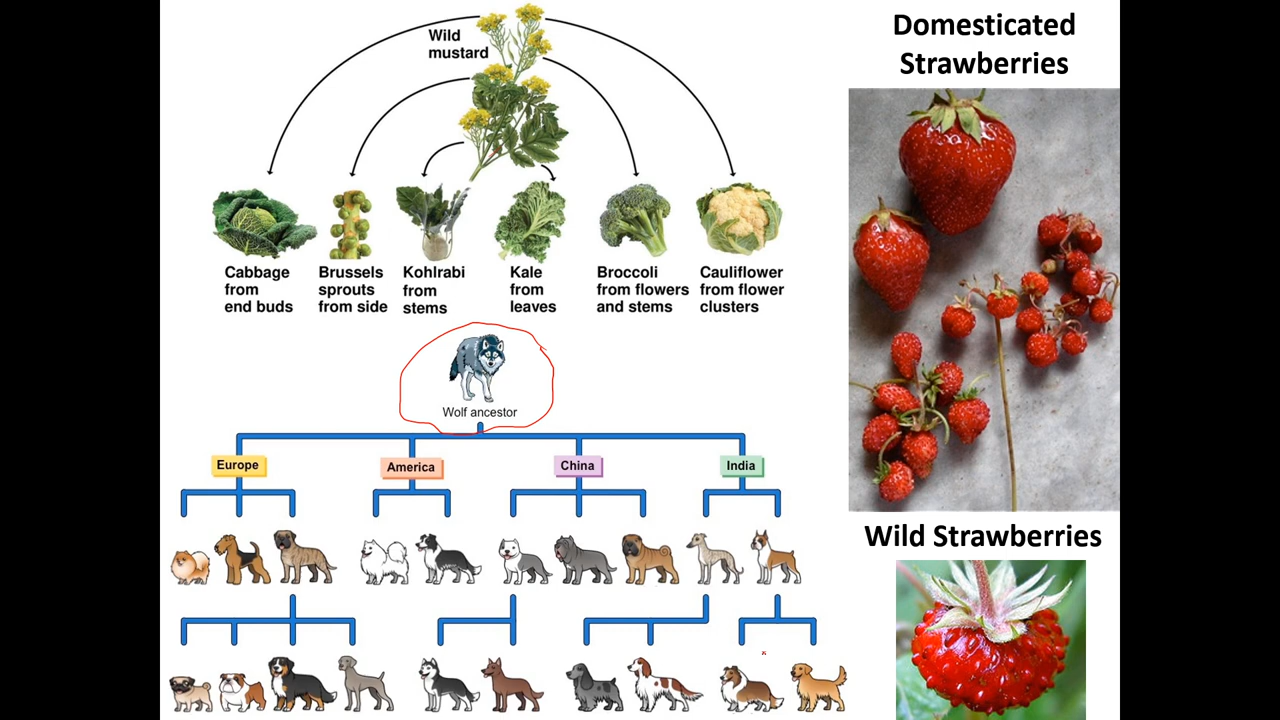 Wild
mustard
Cabbage
from
end buds
Brussels
sprouts
from side
Kohlrabi
from
stems
Kale
from
leaves
Broccoli
from flowers
and stems
Cauliflower
from flower
clusters
Wolf ancestor
Europe
America
China
India
Domesticated
Strawberries
Wild Strawberries